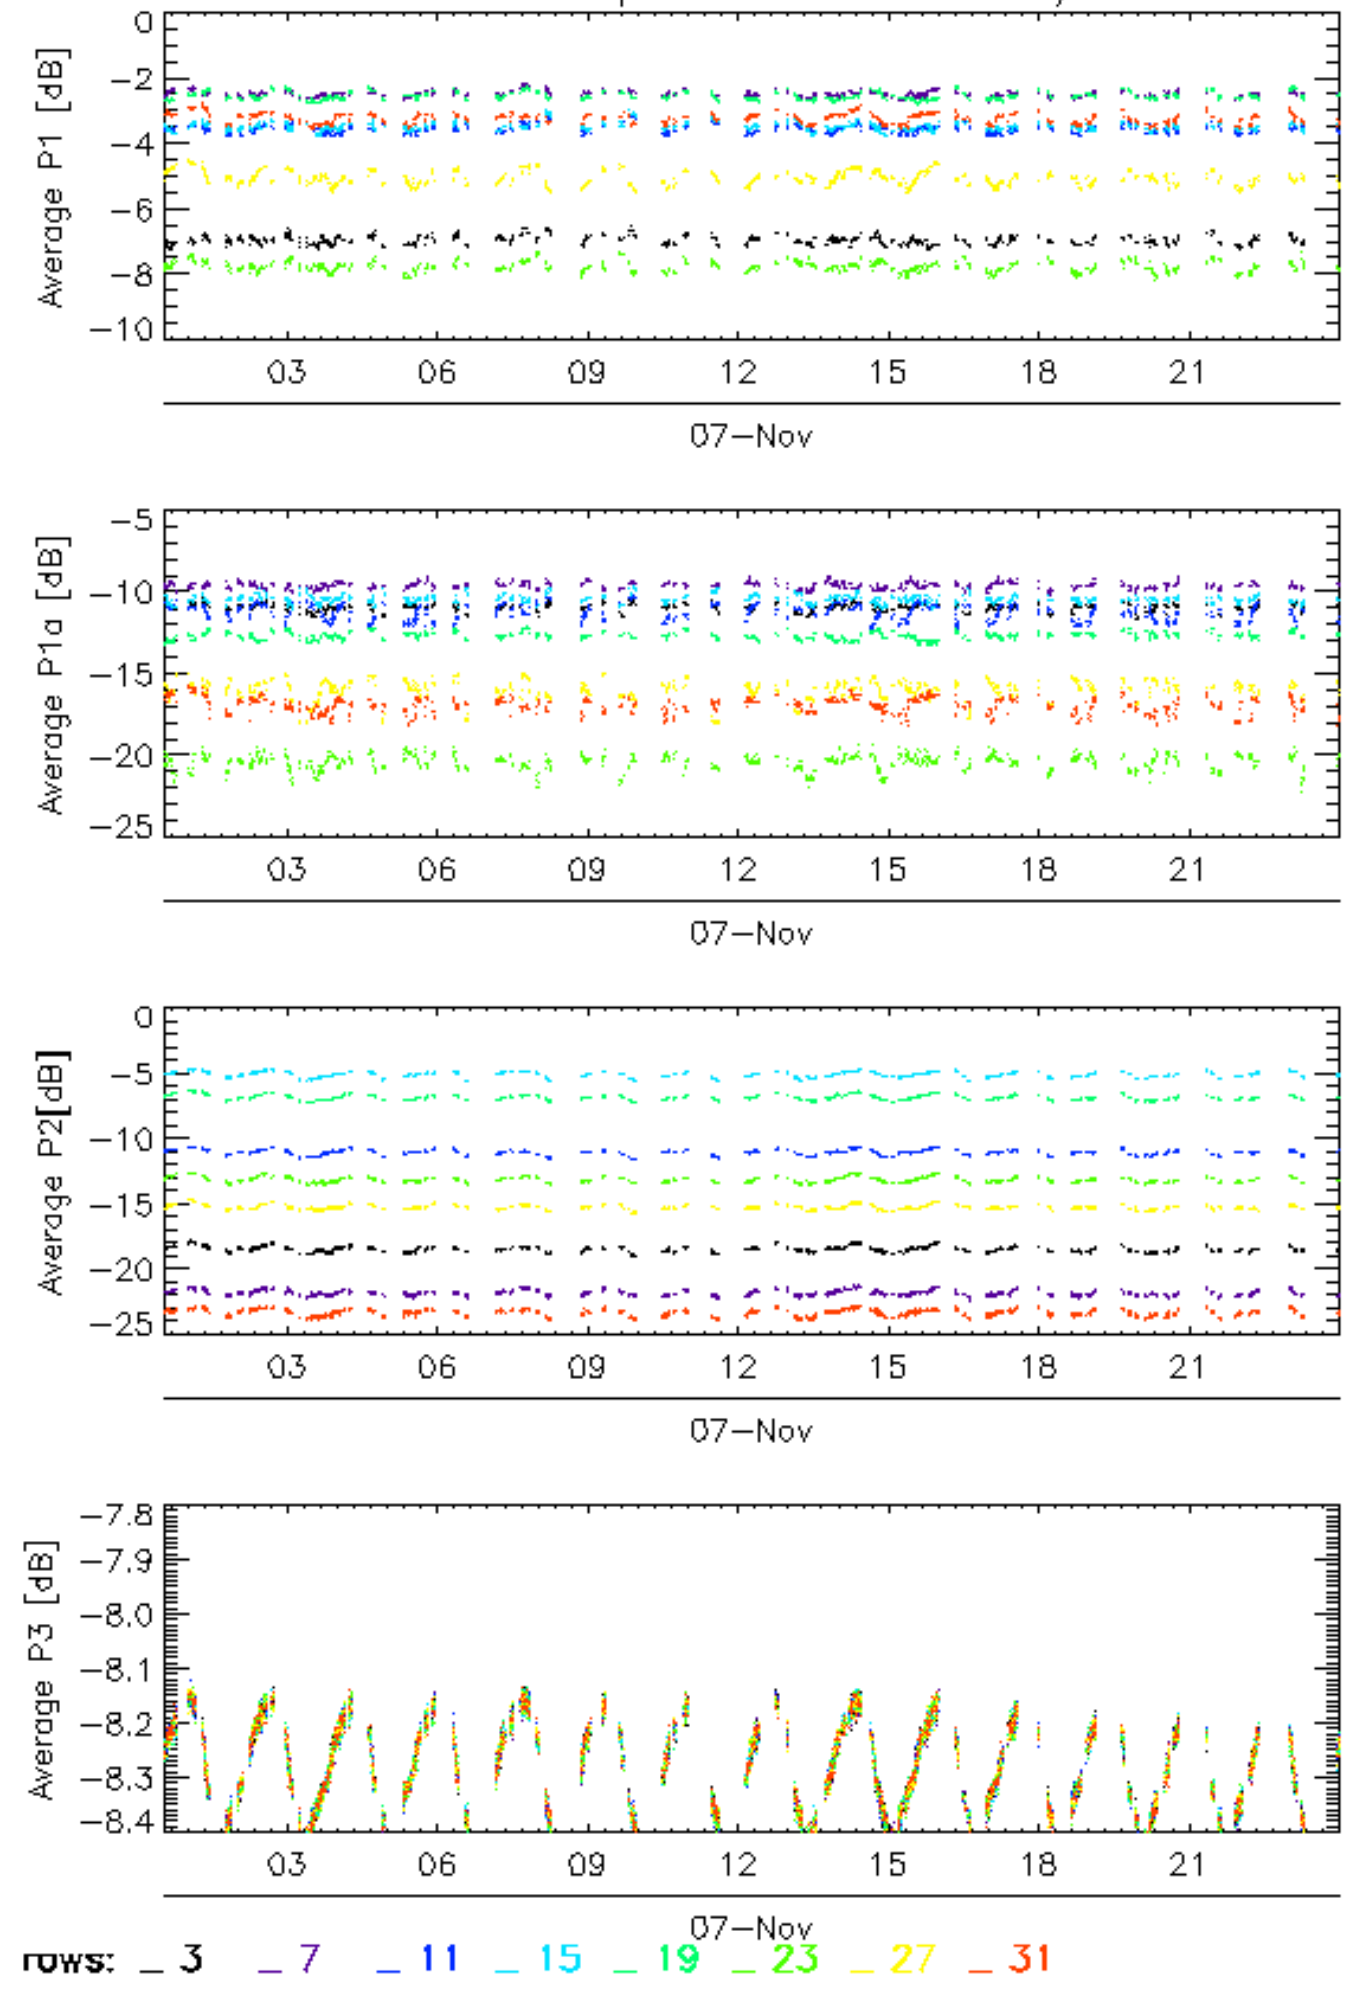 0
−2
−4
−6
−8
−10
Average P1 [dB]
03 06 09 12 15 18 21
07−Nov
−5
−10
−15
−20
−25
Average P1a [dB]
03 06 09 12 15 18 21
07−Nov
0
−5
−10
−15
−20
−25
Average P2[dB]
03 06 09 12 15 18 21
07−Nov
−7.8
−7.9
−8.0
−8.1
−8.2
−8.3
−8.4
Average P3 [dB]
03 06 09 12 15 18 21
07−Nov
rows: _ 3 _ 7 _ 11 _ 15 _ 19 _ 23 _ 27 _ 31